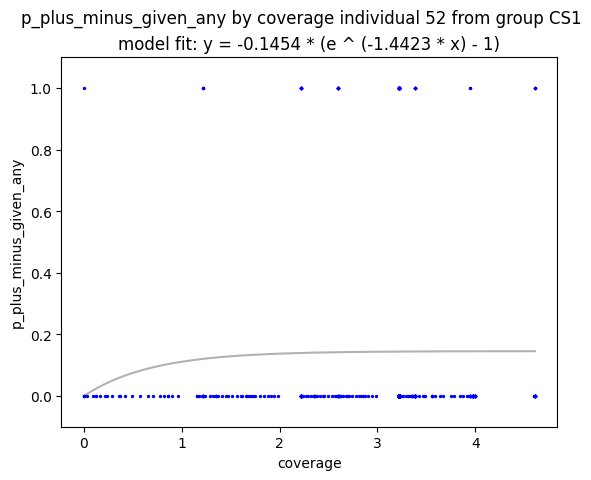 p_plus_minus_given_any by coverage individual 52 from group CS1
model fit: y = -0.1454 * (e ^ (-1.4423 * x) - 1)
1.0
0.8
0.6
0.4
0.2
0.0
p_plus_minus_given_any
0 1 2 3 4
coverage